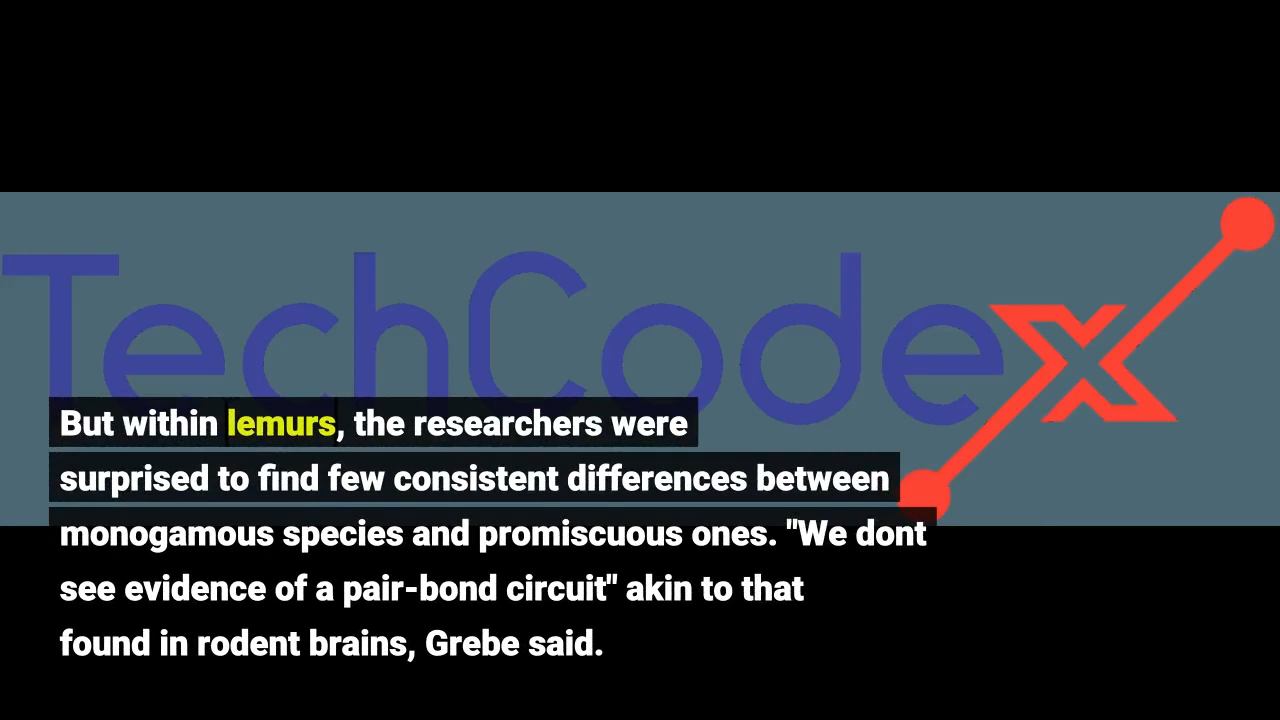 TechCodex
But within lemurs, the researchers were
surprised to find few consistent differences between
monogamous species and promiscuous ones. "We dont
see evidence of a pair-bond circuit" akin to that
found in rodent brains, Grebe said.